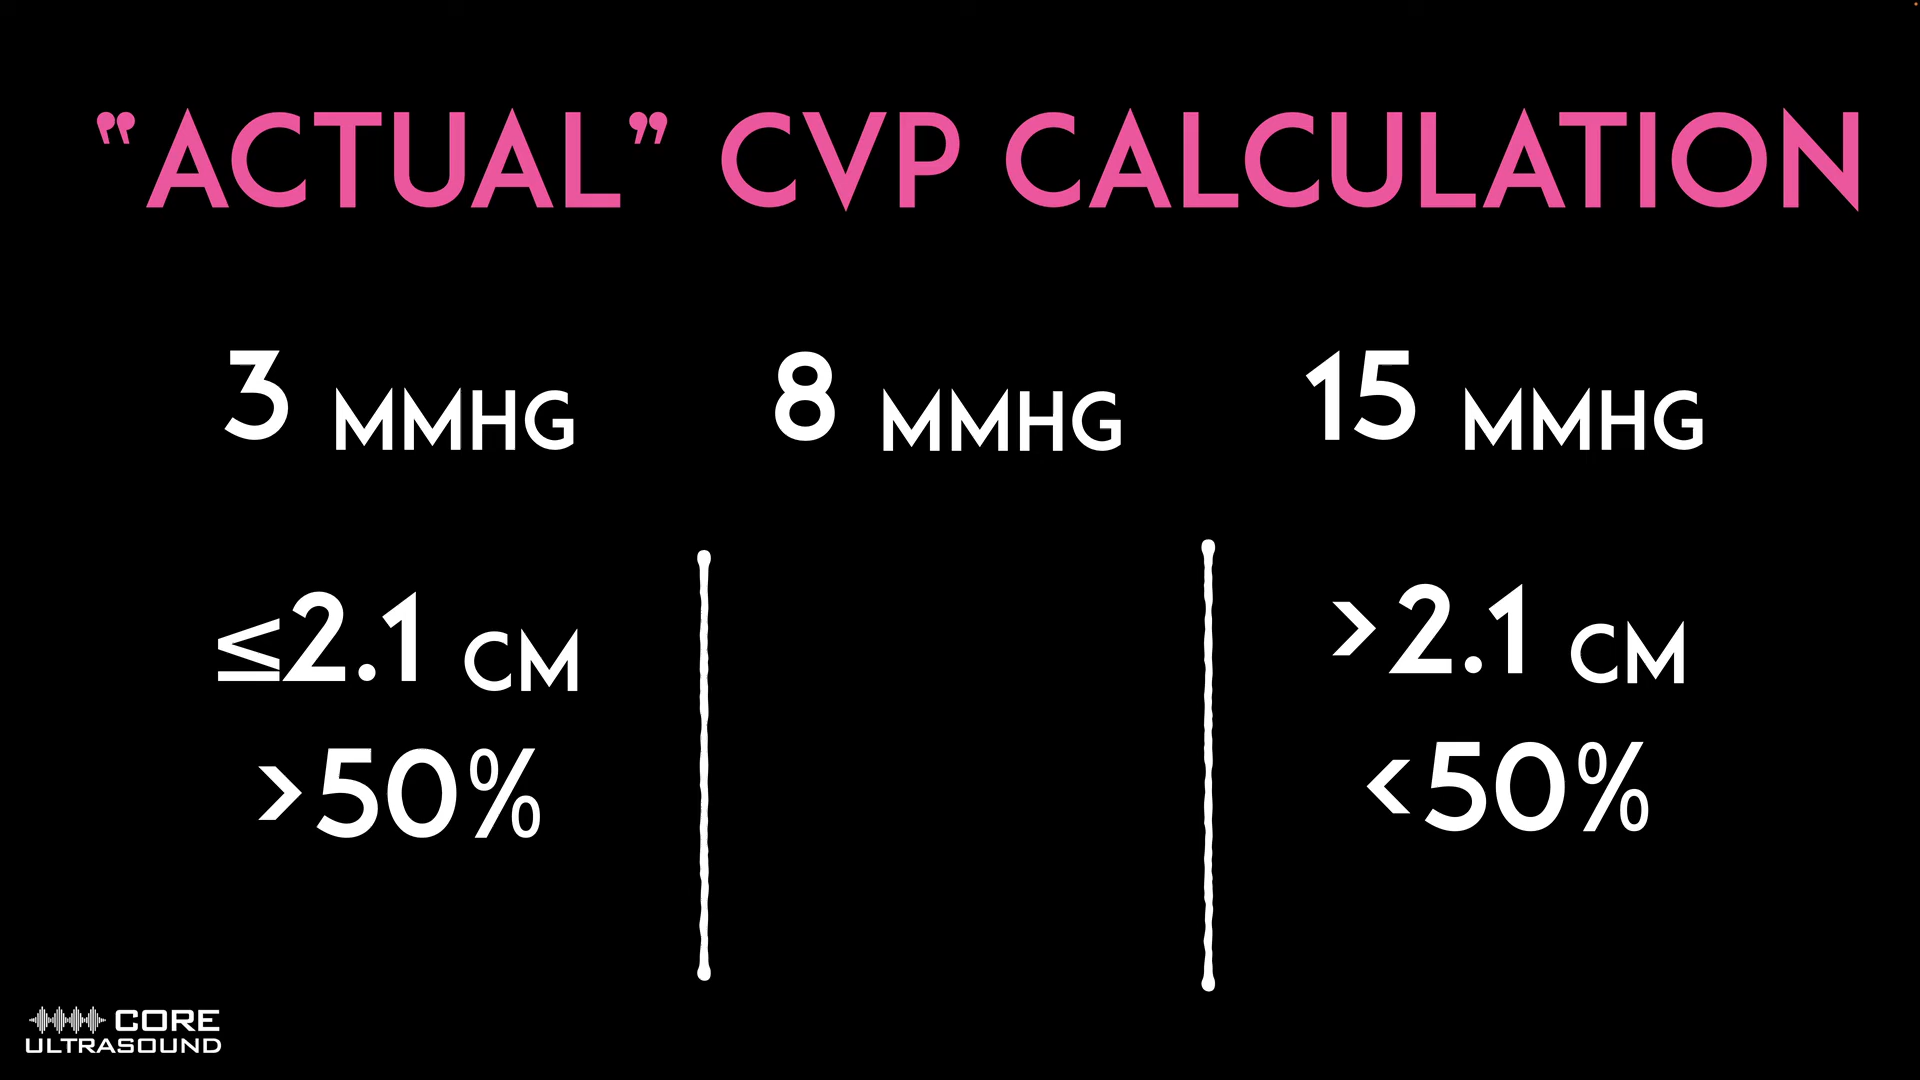 “ACTUAL” CVP CALCULATION
3 MMHG
8 MMHG
15 MMHG
≤2.1 CM
>50%
>2.1 CM
<50%
CORE
ULTRASOUND